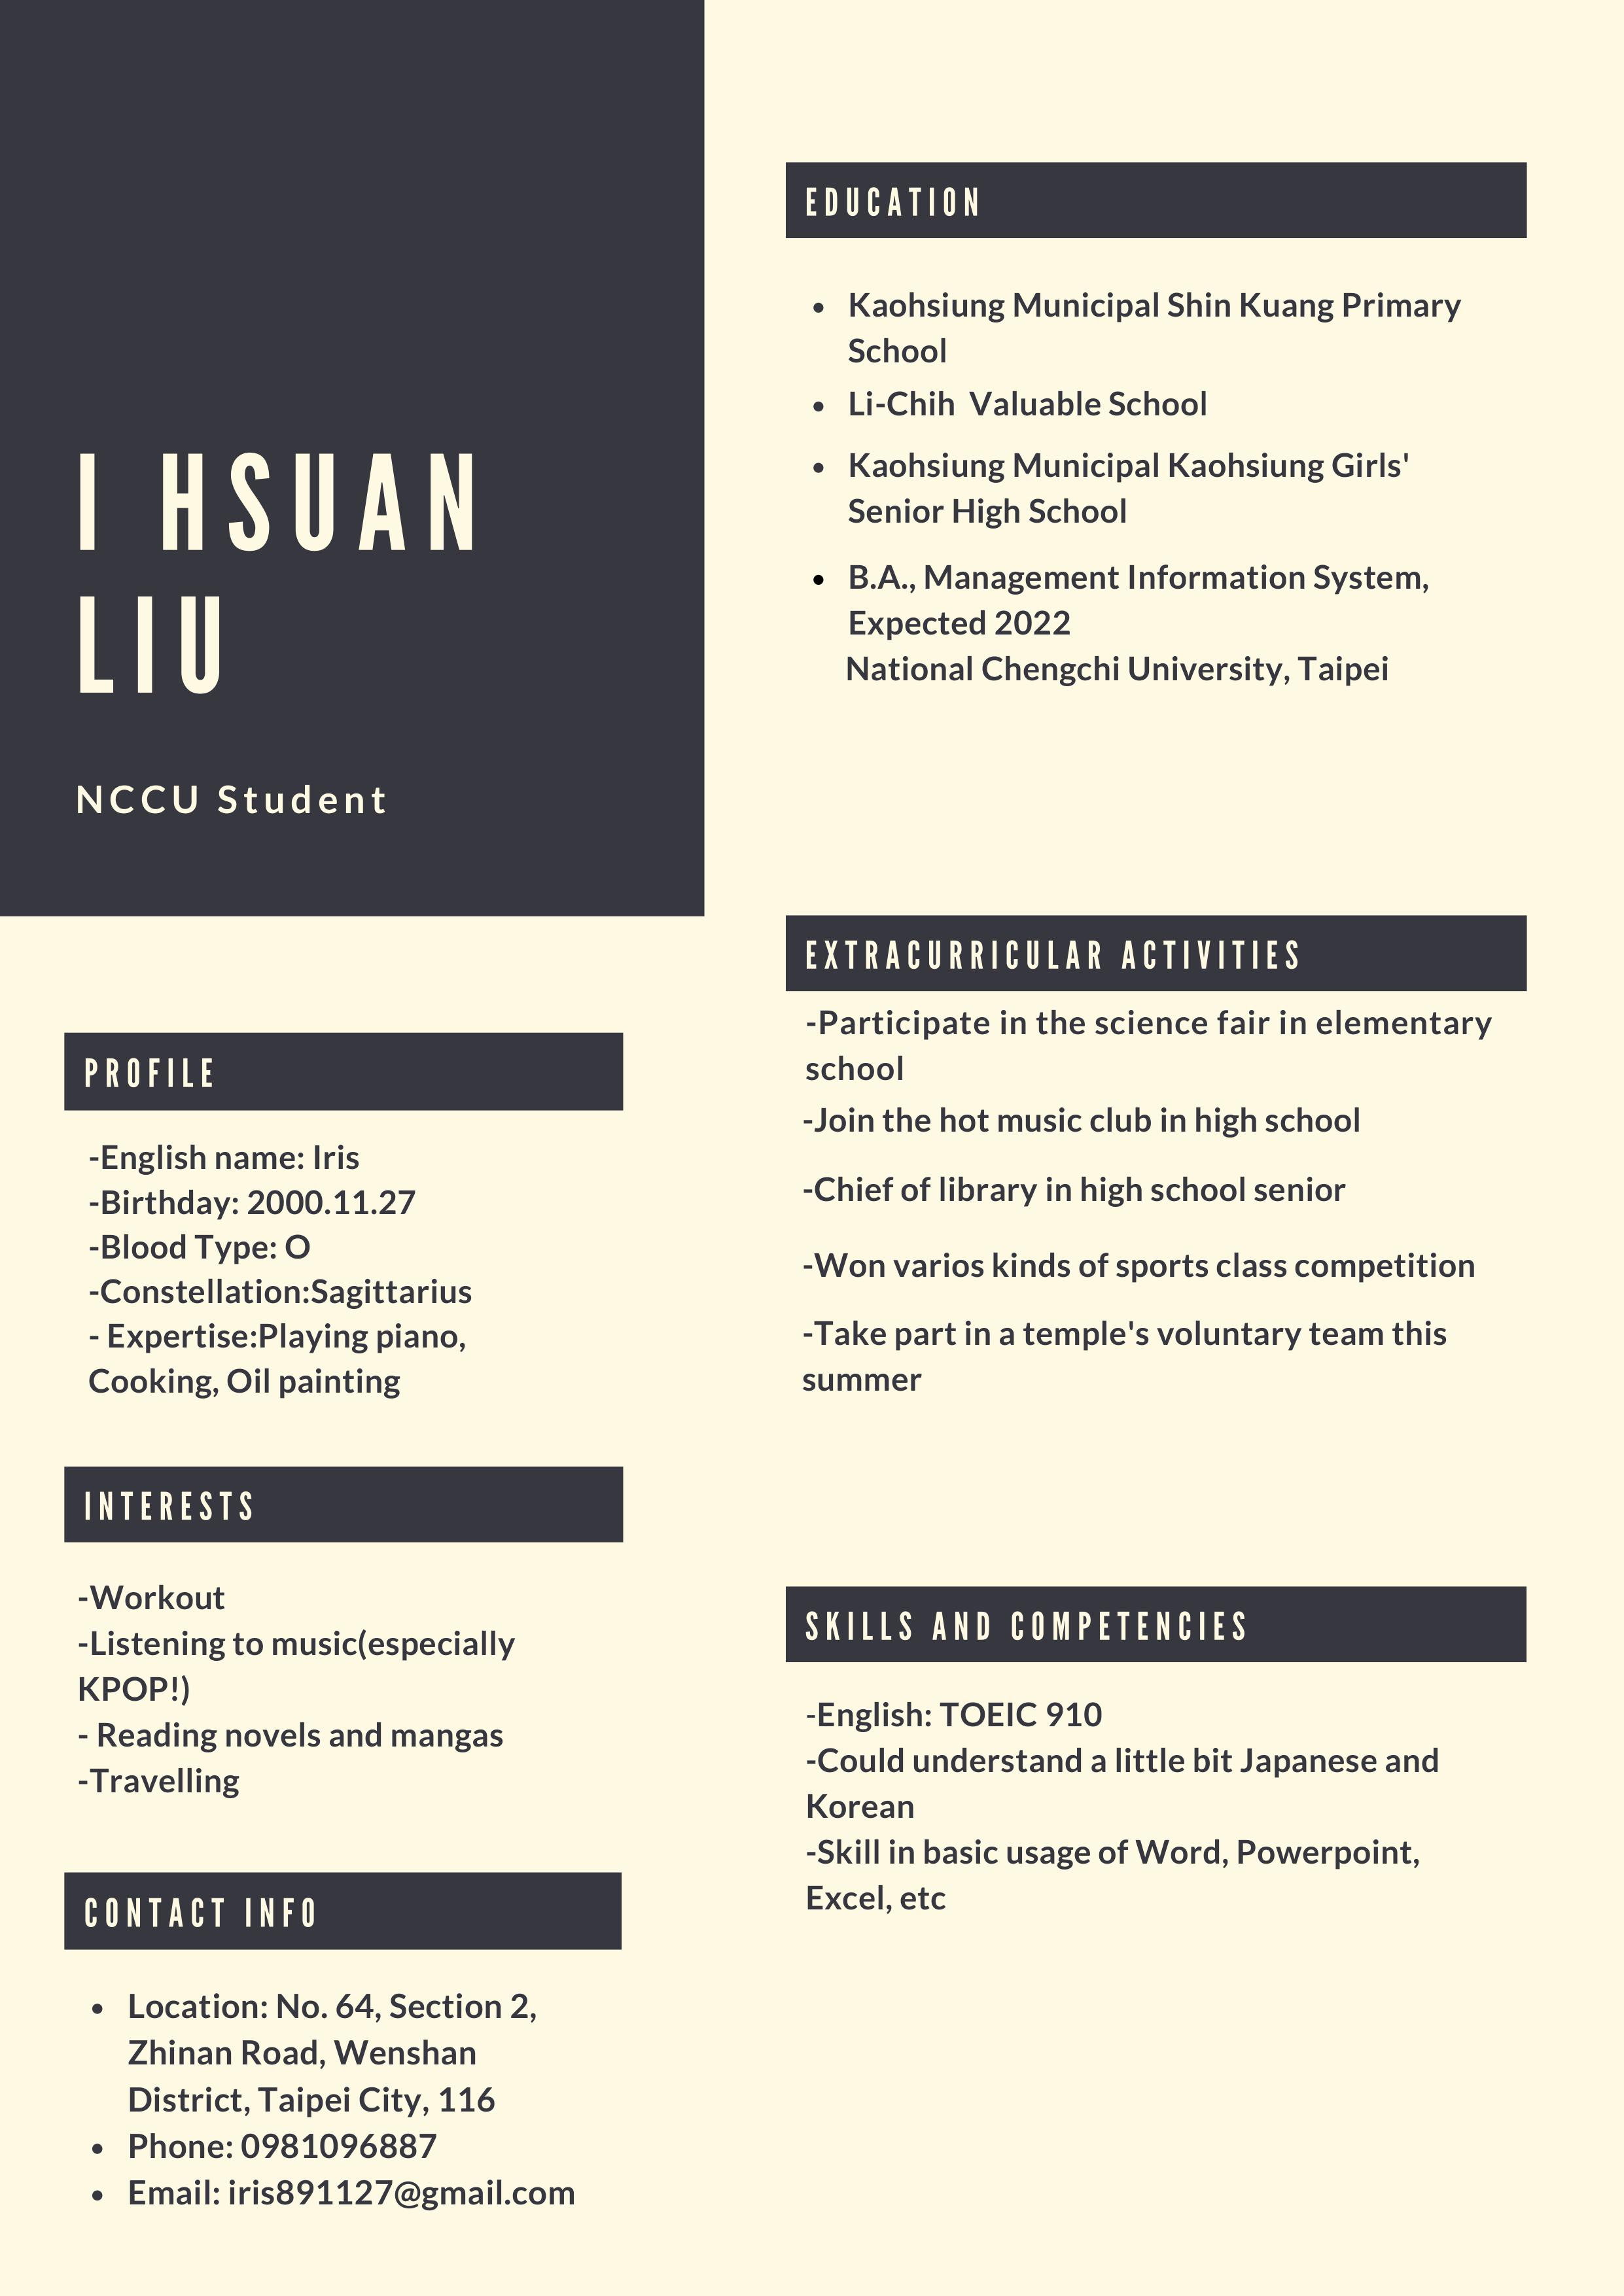 I HSUAN
LIU
NCCU Student
PROFILE
-English name: Iris
-Birthday: 2000.11.27
-Blood Type: O
-Constellation:Sagittarius
- Expertise:Playing piano,
Cooking, Oil painting
INTERESTS
-Workout
-Listening to music(especially
KPOP!)
- Reading novels and mangas
-Travelling
CONTACT INFO
• Location: No. 64, Section 2,
Zhinan Road, Wenshan
District, Taipei City, 116
• Phone: 0981096887
• Email: iris891127@gmail.com
EDUCATION
• Kaohsiung Municipal Shin Kuang Primary
School
• Li-Chih  Valuable School
• Kaohsiung Municipal Kaohsiung Girls'
Senior High School
• B.A., Management Information System,
Expected 2022
National Chengchi University, Taipei
EXTRACURRICULAR ACTIVITIES
-Participate in the science fair in elementary
school
-Join the hot music club in high school
-Chief of library in high school senior
-Won varios kinds of sports class competition
-Take part in a temple's voluntary team this
summer
SKILLS AND COMPETENCIES
-English: TOEIC 910
-Could understand a little bit Japanese and
Korean
-Skill in basic usage of Word, Powerpoint,
Excel, etc